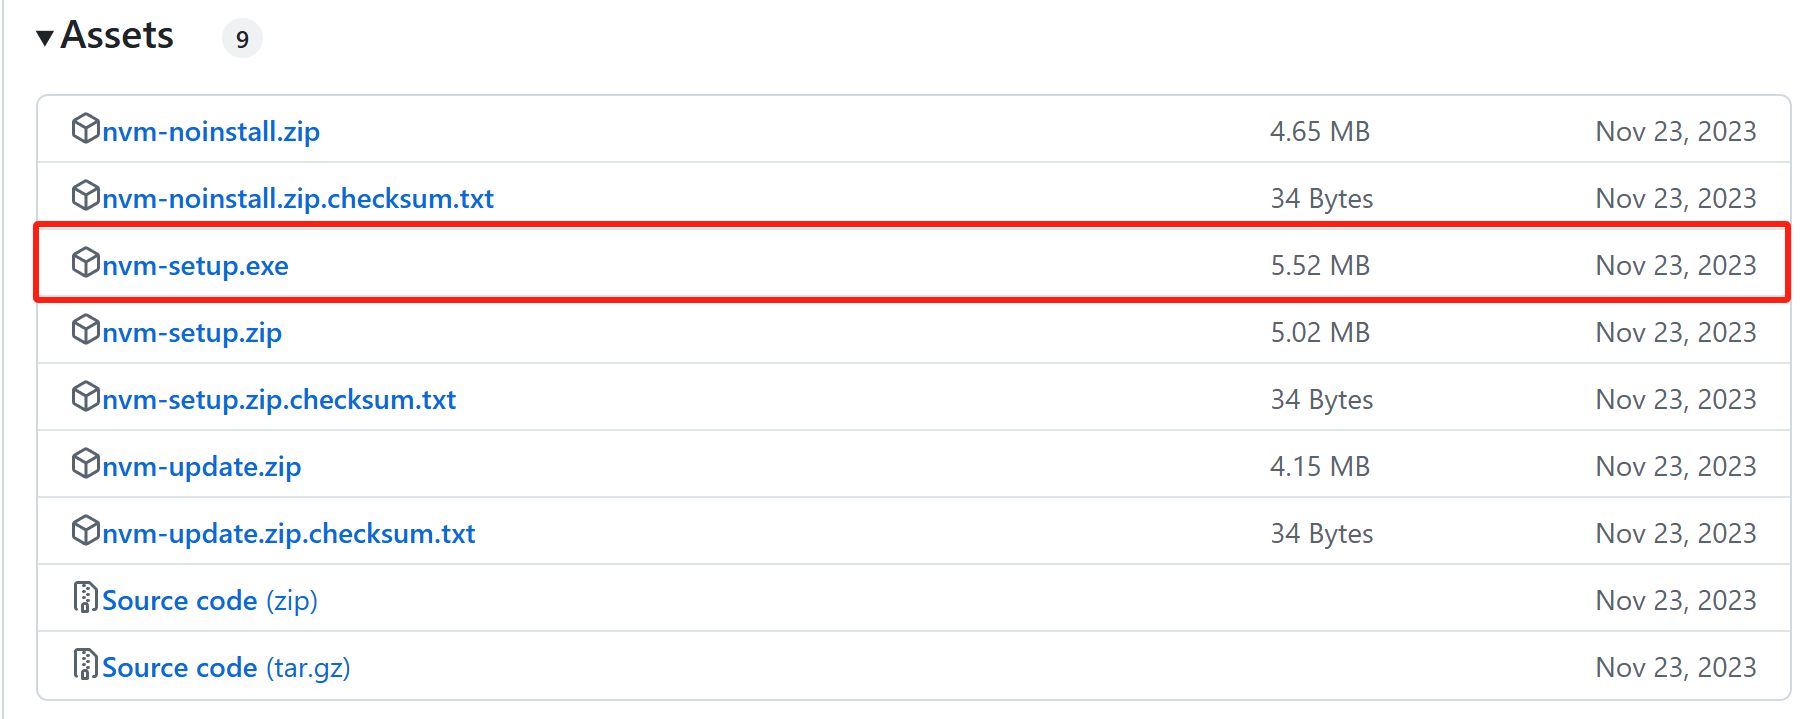 Assets 9
nvm-noinstall.zip 4.65 MB Nov 23, 2023
nvm-noinstall.zip.checksum.txt 34 Bytes Nov 23, 2023
nvm-setup.exe 5.52 MB Nov 23, 2023
nvm-setup.zip 5.02 MB Nov 23, 2023
nvm-setup.zip.checksum.txt 34 Bytes Nov 23, 2023
nvm-update.zip 4.15 MB Nov 23, 2023
nvm-update.zip.checksum.txt 34 Bytes Nov 23, 2023
Source code (zip) Nov 23, 2023
Source code (tar.gz) Nov 23, 2023